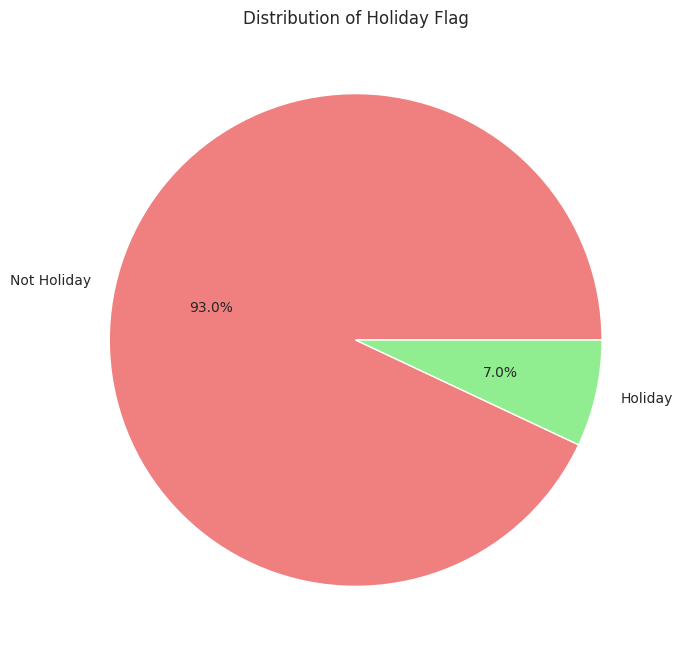 Distribution of Holiday Flag
Not Holiday
93.0%
7.0%
Holiday